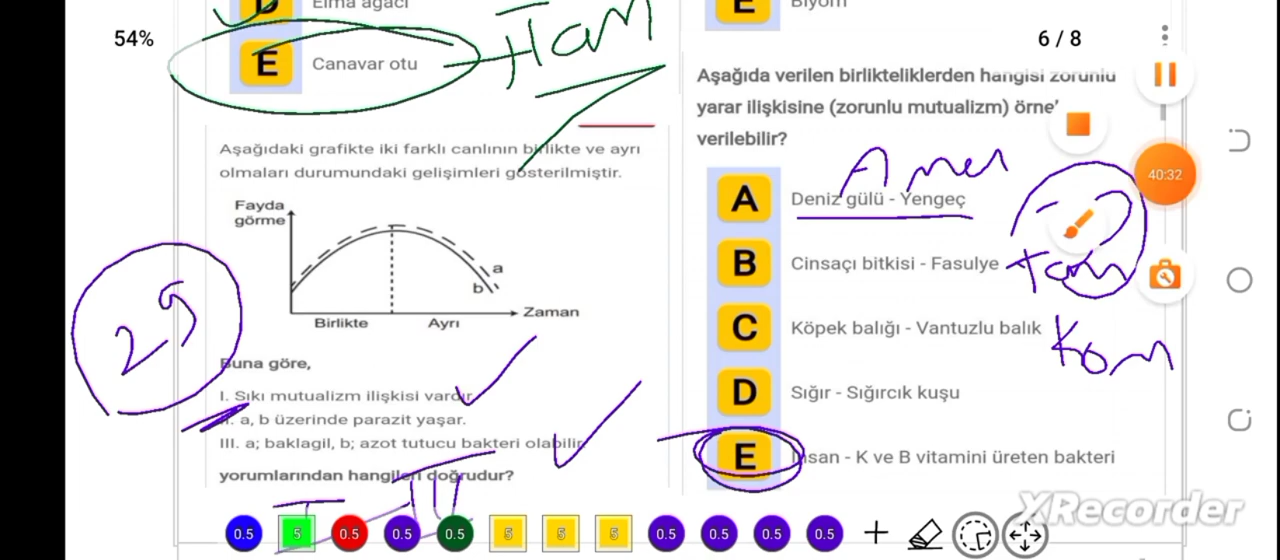 54%
Elma ağacı
E Canavar otu
Tam
Aşağıdaki grafikte iki farklı canlının birlikte ve ayrı
olmaları durumundaki gelişimleri gösterilmiştir.
Fayda
görme
a
b
Zaman
Birlikte Ayrı
29
Buna göre,
I. Sıkı mutualizm ilişkisi vardır.
II. a, b üzerinde parazit yaşar.
III. a; baklagil, b; azot tutucu bakteri olabilir.
yorumlarından hangileri doğrudur?
I III
E Biyom
6 / 8
Aşağıda verilen birlikteliklerden hangisi zorunlu
yarar ilişkisine (zorunlu mutualizm) örne
verilebilir?
A men
A Deniz gülü - Yengeç
B Cinsaçı bitkisi - Fasulye
Tam
C Köpek balığı - Vantuzlu balık
Kom
D Sığır - Sığırcık kuşu
E İnsan - K ve B vitamini üreten bakteri
40:32
XRecorder
0.5 5 0.5 0.5 0.5 5 5 5 0.5 0.5 0.5 0.5